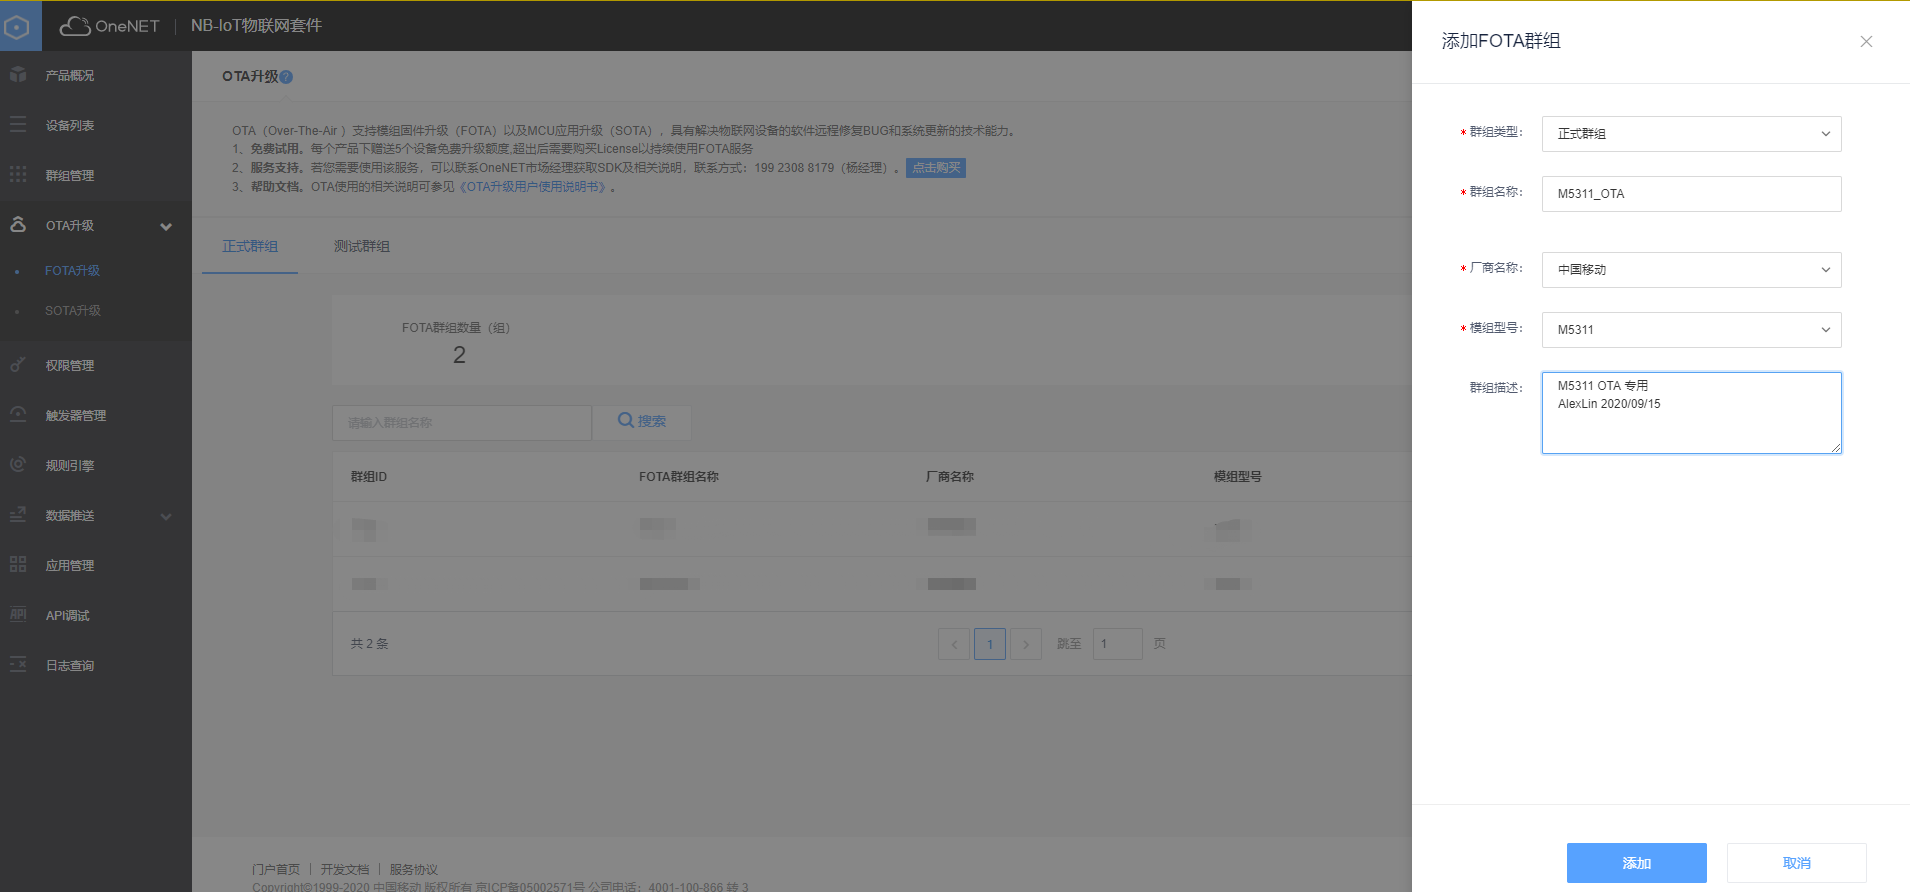 OneNET
NB-IoT物联网套件
产品概况
设备列表
群组管理
OTA升级
FOTA升级
SOTA升级
权限管理
触发器管理
规则引擎
数据推送
应用管理
API
API调试
日志查询
OTA升级?
OTA（Over-The-Air ）支持模组固件升级（FOTA）以及MCU应用升级（SOTA），具有解决物联网设备的软件远程修复BUG和系统更新的技术能力。
1、免费试用。每个产品下赠送5个设备免费升级额度,超出后需要购买License以持续使用FOTA服务
2、服务支持。若您需要使用该服务，可以联系OneNET市场经理获取SDK及相关说明，联系方式：199 2308 8179（杨经理）。 点击购买
3、帮助文档。OTA使用的相关说明可参见《OTA升级用户使用说明书》。
正式群组 测试群组
FOTA群组数量（组）
2
请输入群组名称 搜索
群组ID FOTA群组名称 厂商名称 模组型号
共 2 条 < 1 > 跳至 1 页
门户首页 | 开发文档 | 服务协议
Copyright©1999-2020 中国移动 版权所有 京ICP备05002571号 公司电话：4001-100-866 转 3
添加FOTA群组
* 群组类型： 正式群组
* 群组名称： M5311_OTA
* 厂商名称： 中国移动
* 模组型号： M5311
群组描述： M5311 OTA 专用
AlexLin 2020/09/15
添加 取消